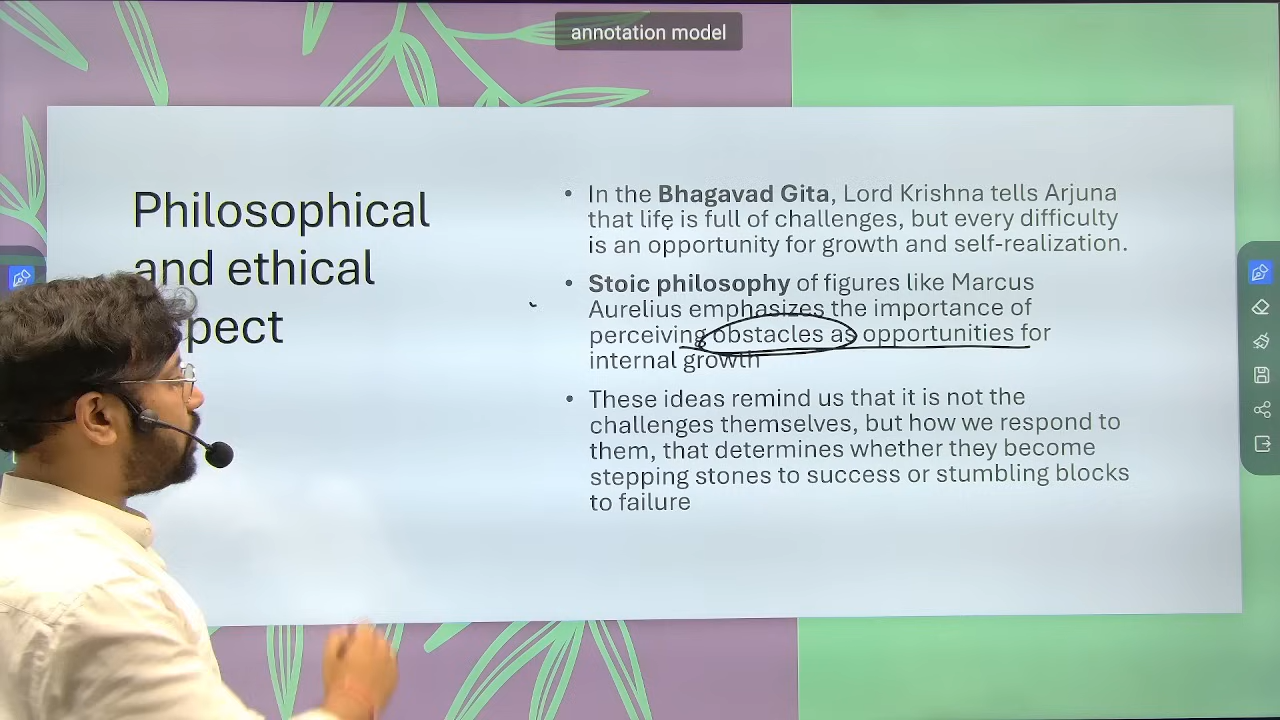 annotation model
Philosophical
and ethical
pect
• In the Bhagavad Gita, Lord Krishna tells Arjuna
that life is full of challenges, but every difficulty
is an opportunity for growth and self-realization.
• Stoic philosophy of figures like Marcus
Aurelius emphasizes the importance of
perceiving obstacles as opportunities for
internal growth
• These ideas remind us that it is not the
challenges themselves, but how we respond to
them, that determines whether they become
stepping stones to success or stumbling blocks
to failure